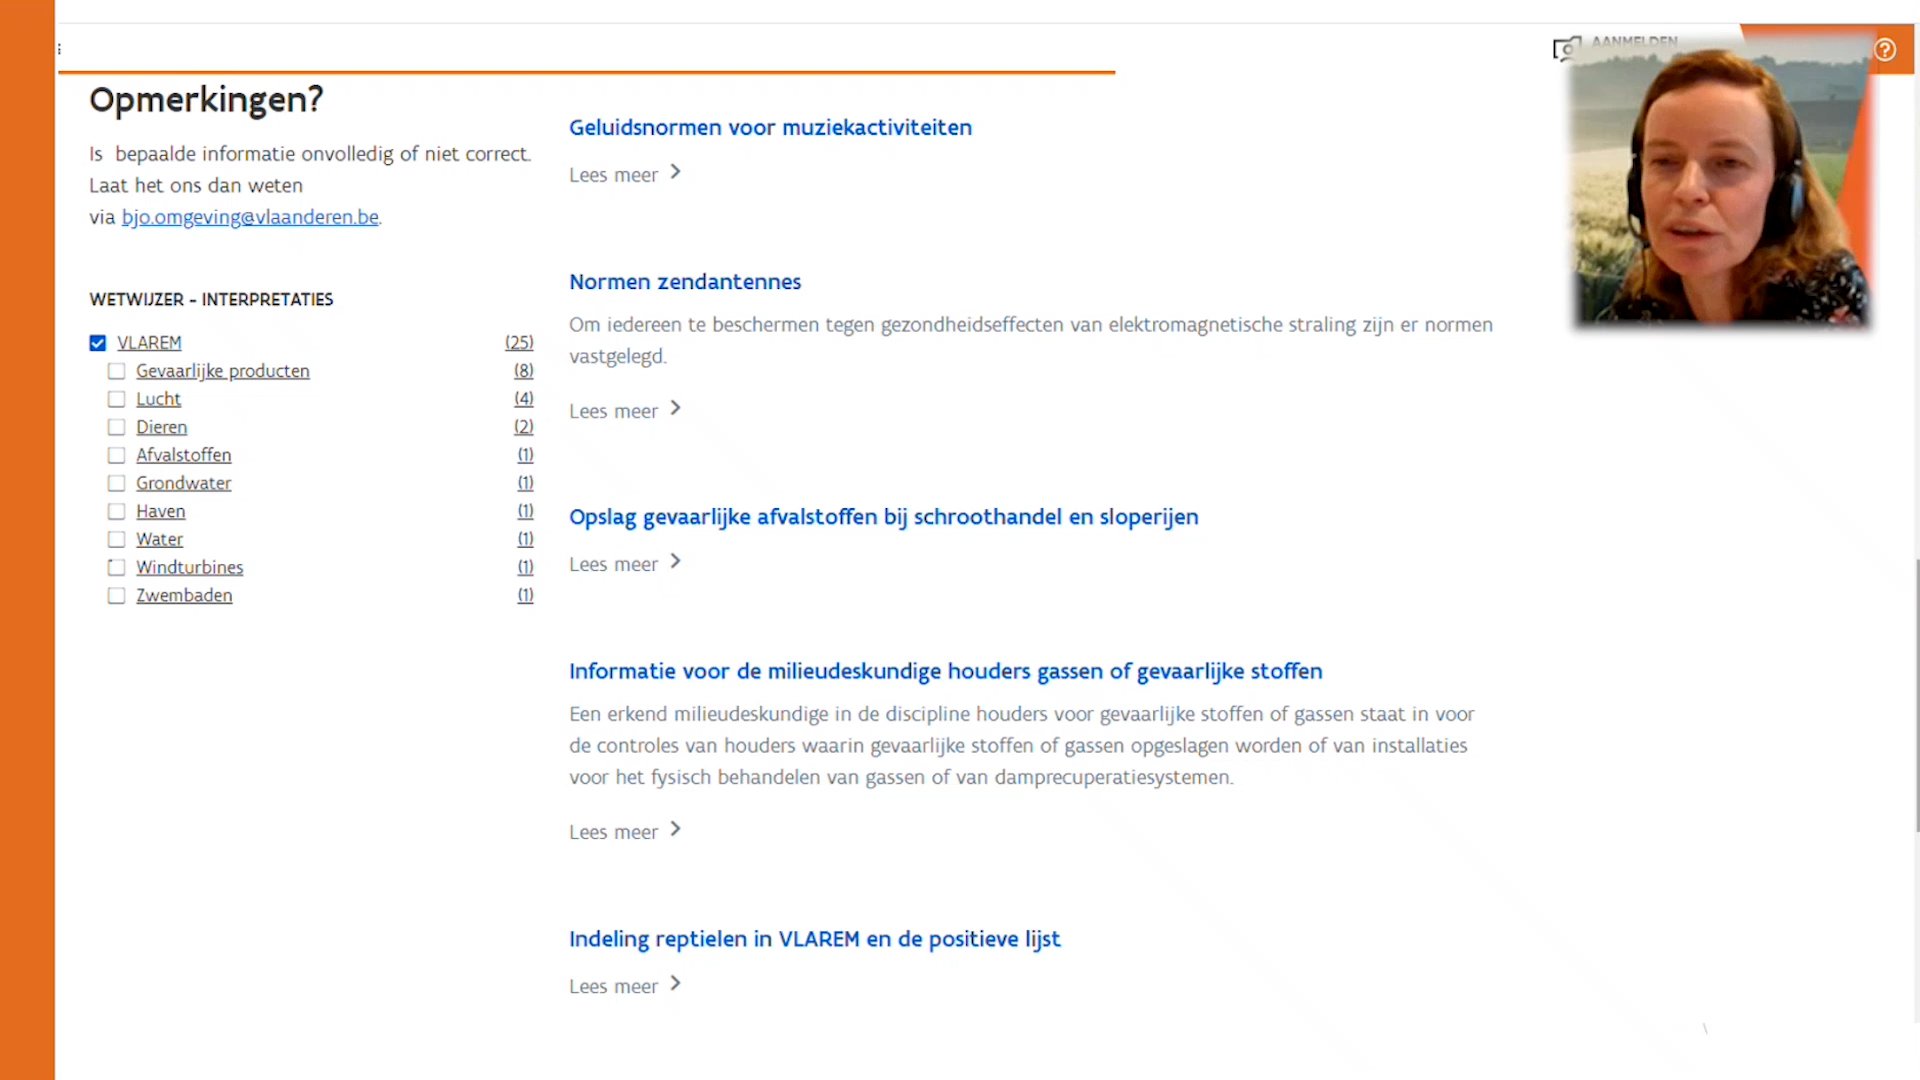 AANMELDEN
Opmerkingen?
Is bepaalde informatie onvolledig of niet correct.
Laat het ons dan weten
via bjo.omgeving@vlaanderen.be.
WETWIJZER - INTERPRETATIES
VLAREM (25)
Gevaarlijke producten (8)
Lucht (4)
Dieren (2)
Afvalstoffen (1)
Grondwater (1)
Haven (1)
Water (1)
Windturbines (1)
Zwembaden (1)
Geluidsnormen voor muziekactiviteiten
Lees meer
Normen zendantennes
Om iedereen te beschermen tegen gezondheidseffecten van elektromagnetische straling zijn er normen
vastgelegd.
Lees meer
Opslag gevaarlijke afvalstoffen bij schroothandel en sloperijen
Lees meer
Informatie voor de milieudeskundige houders gassen of gevaarlijke stoffen
Een erkend milieudeskundige in de discipline houders voor gevaarlijke stoffen of gassen staat in voor
de controles van houders waarin gevaarlijke stoffen of gassen opgeslagen worden of van installaties
voor het fysisch behandelen van gassen of van damprecuperatiesystemen.
Lees meer
Indeling reptielen in VLAREM en de positieve lijst
Lees meer